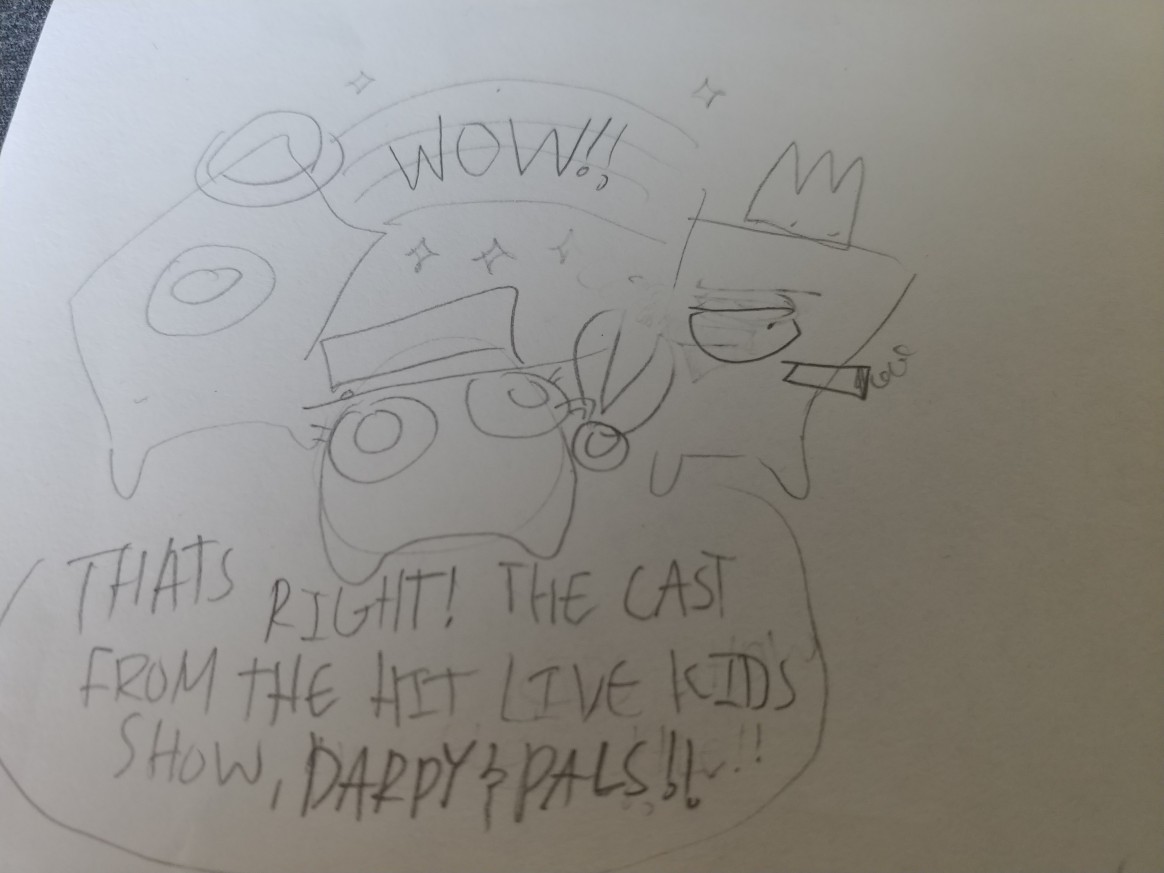 WOW!!!
THATS RIGHT! THE CAST
FROM THE HIT LIVE KIDS
SHOW, DARPY & PALS!!